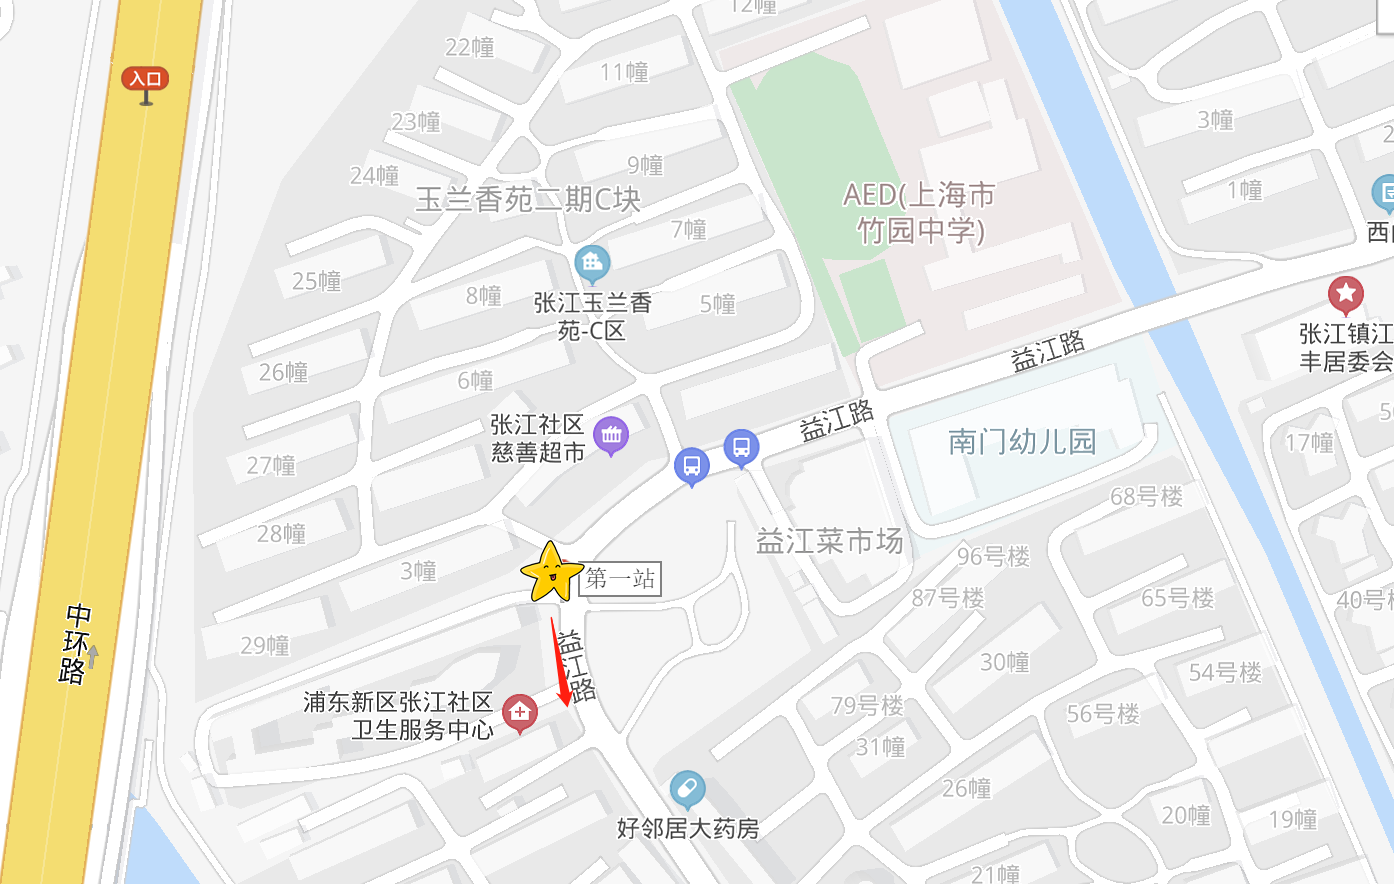 12幢
22幢
11幢
入口
23幢
3幢
9幢
24幢
玉兰香苑二期C块
AED(上海市
竹园中学)
1幢
7幢
25幢
8幢
张江玉兰香
苑-C区
5幢
张江镇江
丰居委会
益江路
26幢
6幢
益江路
张江社区
慈善超市
南门幼儿园
17幢
27幢
68号楼
28幢
益江菜市场
96号楼
3幢
第一站
87号楼
65号楼
40号楼
29幢
中环路
益江路
30幢
54号楼
浦东新区张江社区
卫生服务中心
79号楼
56号楼
31幢
26幢
20幢
19幢
好邻居大药房
21幢